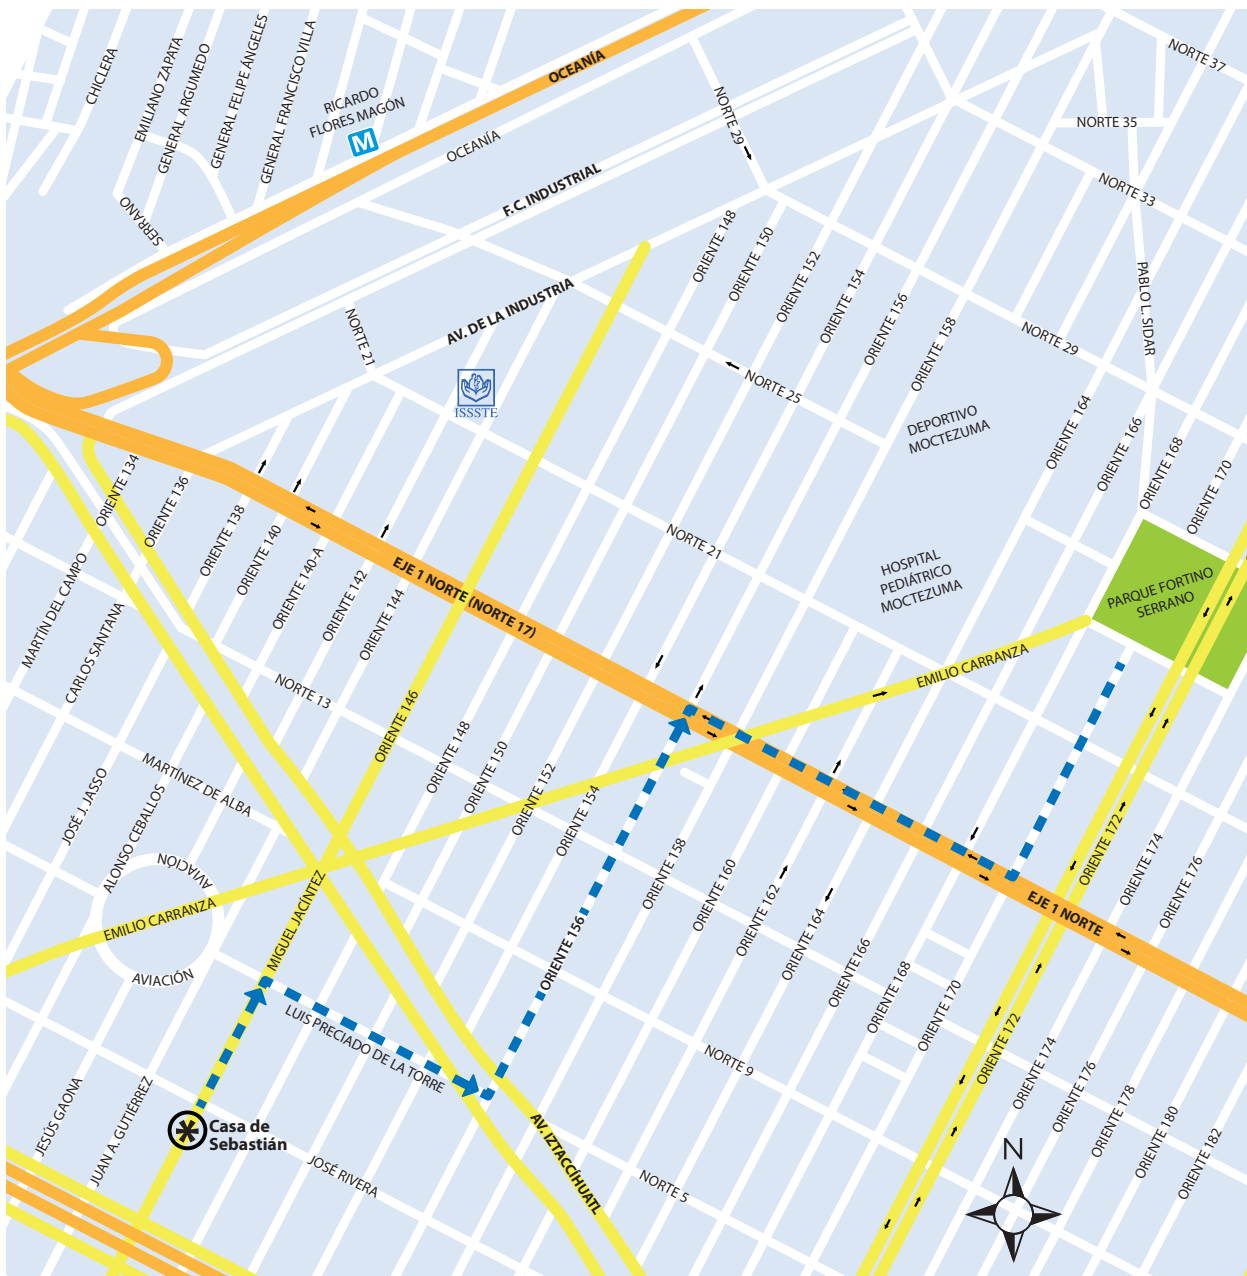 CHICLERA
EMILIANO ZAPATA
GENERAL ARGUMEDO
GENERAL FELIPE ÁNGELES
GENERAL FRANCISCO VILLA
RICARDO
FLORES MAGÓN
M
OCEANÍA
OCEANÍA
F.C. INDUSTRIAL
SERRANO
NORTE 29
NORTE 37
NORTE 35
NORTE 33
PABLO L. SIDAR
NORTE 29
AV. DE LA INDUSTRIA
NORTE 21
ISSSTE
ORIENTE 148
ORIENTE 150
ORIENTE 152
ORIENTE 154
ORIENTE 156
ORIENTE 158
NORTE 25
DEPORTIVO
MOCTEZUMA
ORIENTE 164
ORIENTE 166
ORIENTE 168
ORIENTE 170
ORIENTE 134
ORIENTE 136
ORIENTE 138
ORIENTE 140
ORIENTE 140-A
ORIENTE 142
ORIENTE 144
EJE 1 NORTE (NORTE 17)
NORTE 21
HOSPITAL
PEDIÁTRICO
MOCTEZUMA
PARQUE FORTINO
SERRANO
MARTÍN DEL CAMPO
CARLOS SANTANA
NORTE 13
ORIENTE 146
EMILIO CARRANZA
MARTÍNEZ DE ALBA
JOSÉ J. JASSO
ALONSO CEBALLOS
AVIACIÓN
ORIENTE 148
ORIENTE 150
ORIENTE 152
ORIENTE 154
ORIENTE 158
ORIENTE 160
ORIENTE 162
ORIENTE 164
ORIENTE166
ORIENTE 168
ORIENTE 170
ORIENTE 172
ORIENTE 174
ORIENTE 176
EJE 1 NORTE
EMILIO CARRANZA
MIGUEL JACÍNTEZ
AVIACIÓN
ORIENTE 156
LUIS PRECIADO DE LA TORRE
NORTE 9
ORIENTE 172
ORIENTE 174
ORIENTE 176
ORIENTE 178
ORIENTE 180
ORIENTE 182
JESÚS GAONA
JUAN A. GUTIÉRREZ
Casa de
Sebastián
JOSÉ RIVERA
AV. IZTACCÍHUATL
NORTE 5
N